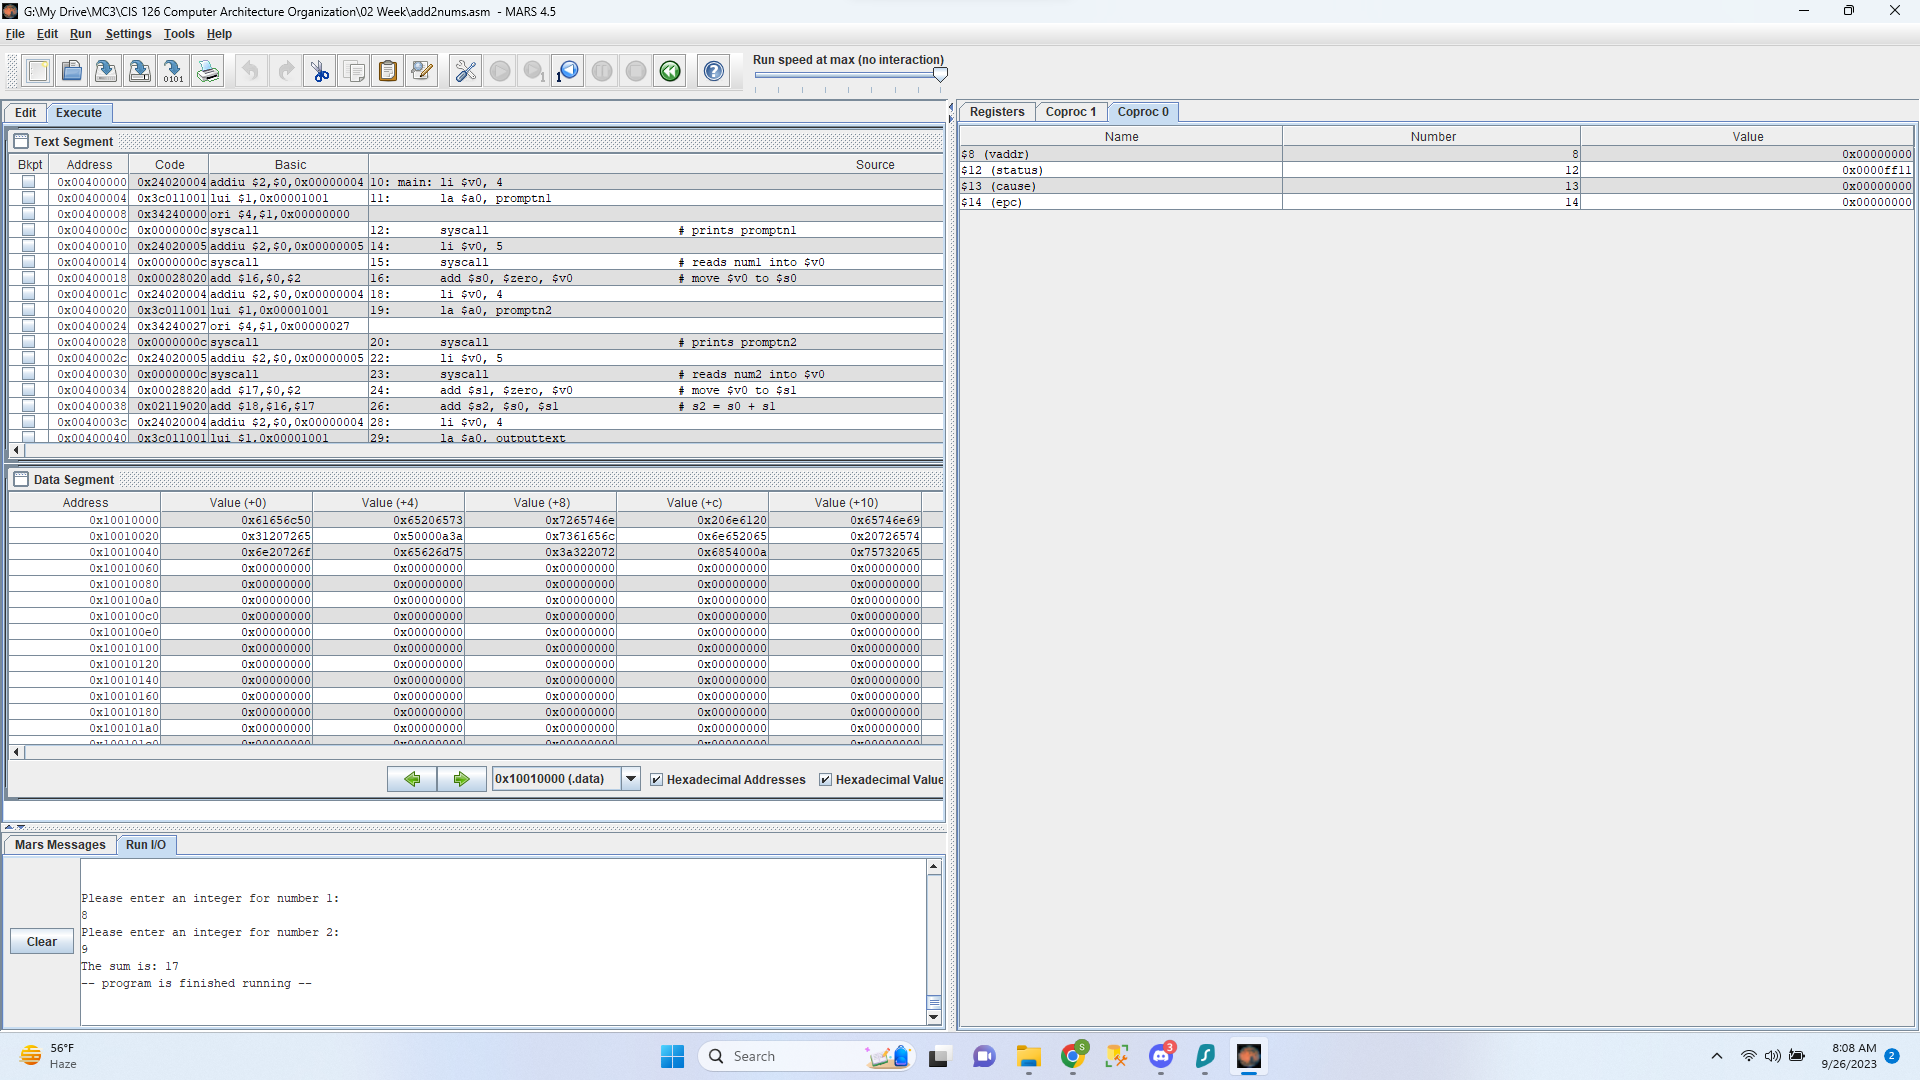 G:\My Drive\MC3\CIS 126 Computer Architecture Organization\02 Week\add2nums.asm - MARS 4.5
File Edit Run Settings Tools Help
Run speed at max (no interaction)
Edit Execute
Text Segment
Bkpt Address Code Basic Source
0x00400000 0x24020004 addiu $2,$0,0x00000004 10: main: li $v0, 4
0x00400004 0x3c011001 lui $1,0x00001001 11: la $a0, promptn1
0x00400008 0x34240000 ori $4,$1,0x00000000
0x0040000c 0x0000000c syscall 12: syscall # prints promptn1
0x00400010 0x24020005 addiu $2,$0,0x00000005 14: li $v0, 5
0x00400014 0x0000000c syscall 15: syscall # reads num1 into $v0
0x00400018 0x00028020 add $16,$0,$2 16: add $s0, $zero, $v0 # move $v0 to $s0
0x0040001c 0x24020004 addiu $2,$0,0x00000004 18: li $v0, 4
0x00400020 0x3c011001 lui $1,0x00001001 19: la $a0, promptn2
0x00400024 0x34240027 ori $4,$1,0x00000027
0x00400028 0x0000000c syscall 20: syscall # prints promptn2
0x0040002c 0x24020005 addiu $2,$0,0x00000005 22: li $v0, 5
0x00400030 0x0000000c syscall 23: syscall # reads num2 into $v0
0x00400034 0x00028820 add $17,$0,$2 24: add $s1, $zero, $v0 # move $v0 to $s1
0x00400038 0x02119020 add $18,$16,$17 26: add $s2, $s0, $s1 # s2 = s0 + s1
0x0040003c 0x24020004 addiu $2,$0,0x00000004 28: li $v0, 4
0x00400040 0x3c011001 lui $1,0x00001001 29: la $a0, outputtext
Data Segment
Address Value (+0) Value (+4) Value (+8) Value (+c) Value (+10)
0x10010000 0x61656c50 0x65206573 0x7265746e 0x206e6120 0x65746e69
0x10010020 0x31207265 0x50000a3a 0x7361656c 0x6e652065 0x20726574
0x10010040 0x6e20726f 0x65626d75 0x3a322072 0x6854000a 0x75732065
0x10010060 0x00000000 0x00000000 0x00000000 0x00000000 0x00000000
0x10010080 0x00000000 0x00000000 0x00000000 0x00000000 0x00000000
0x100100a0 0x00000000 0x00000000 0x00000000 0x00000000 0x00000000
0x100100c0 0x00000000 0x00000000 0x00000000 0x00000000 0x00000000
0x100100e0 0x00000000 0x00000000 0x00000000 0x00000000 0x00000000
0x10010100 0x00000000 0x00000000 0x00000000 0x00000000 0x00000000
0x10010120 0x00000000 0x00000000 0x00000000 0x00000000 0x00000000
0x10010140 0x00000000 0x00000000 0x00000000 0x00000000 0x00000000
0x10010160 0x00000000 0x00000000 0x00000000 0x00000000 0x00000000
0x10010180 0x00000000 0x00000000 0x00000000 0x00000000 0x00000000
0x100101a0 0x00000000 0x00000000 0x00000000 0x00000000 0x00000000
0x100101c0 0x00000000 0x00000000 0x00000000 0x00000000 0x00000000
0x10010000 (.data) Hexadecimal Addresses Hexadecimal Value
Mars Messages Run I/O
Clear
Please enter an integer for number 1:
8
Please enter an integer for number 2:
9
The sum is: 17
-- program is finished running --
Registers Coproc 1 Coproc 0
Name Number Value
$8 (vaddr) 8 0x00000000
$12 (status) 12 0x0000ff11
$13 (cause) 13 0x00000000
$14 (epc) 14 0x00000000
56°F
Haze
Search
S
3
8:08 AM
9/26/2023
2